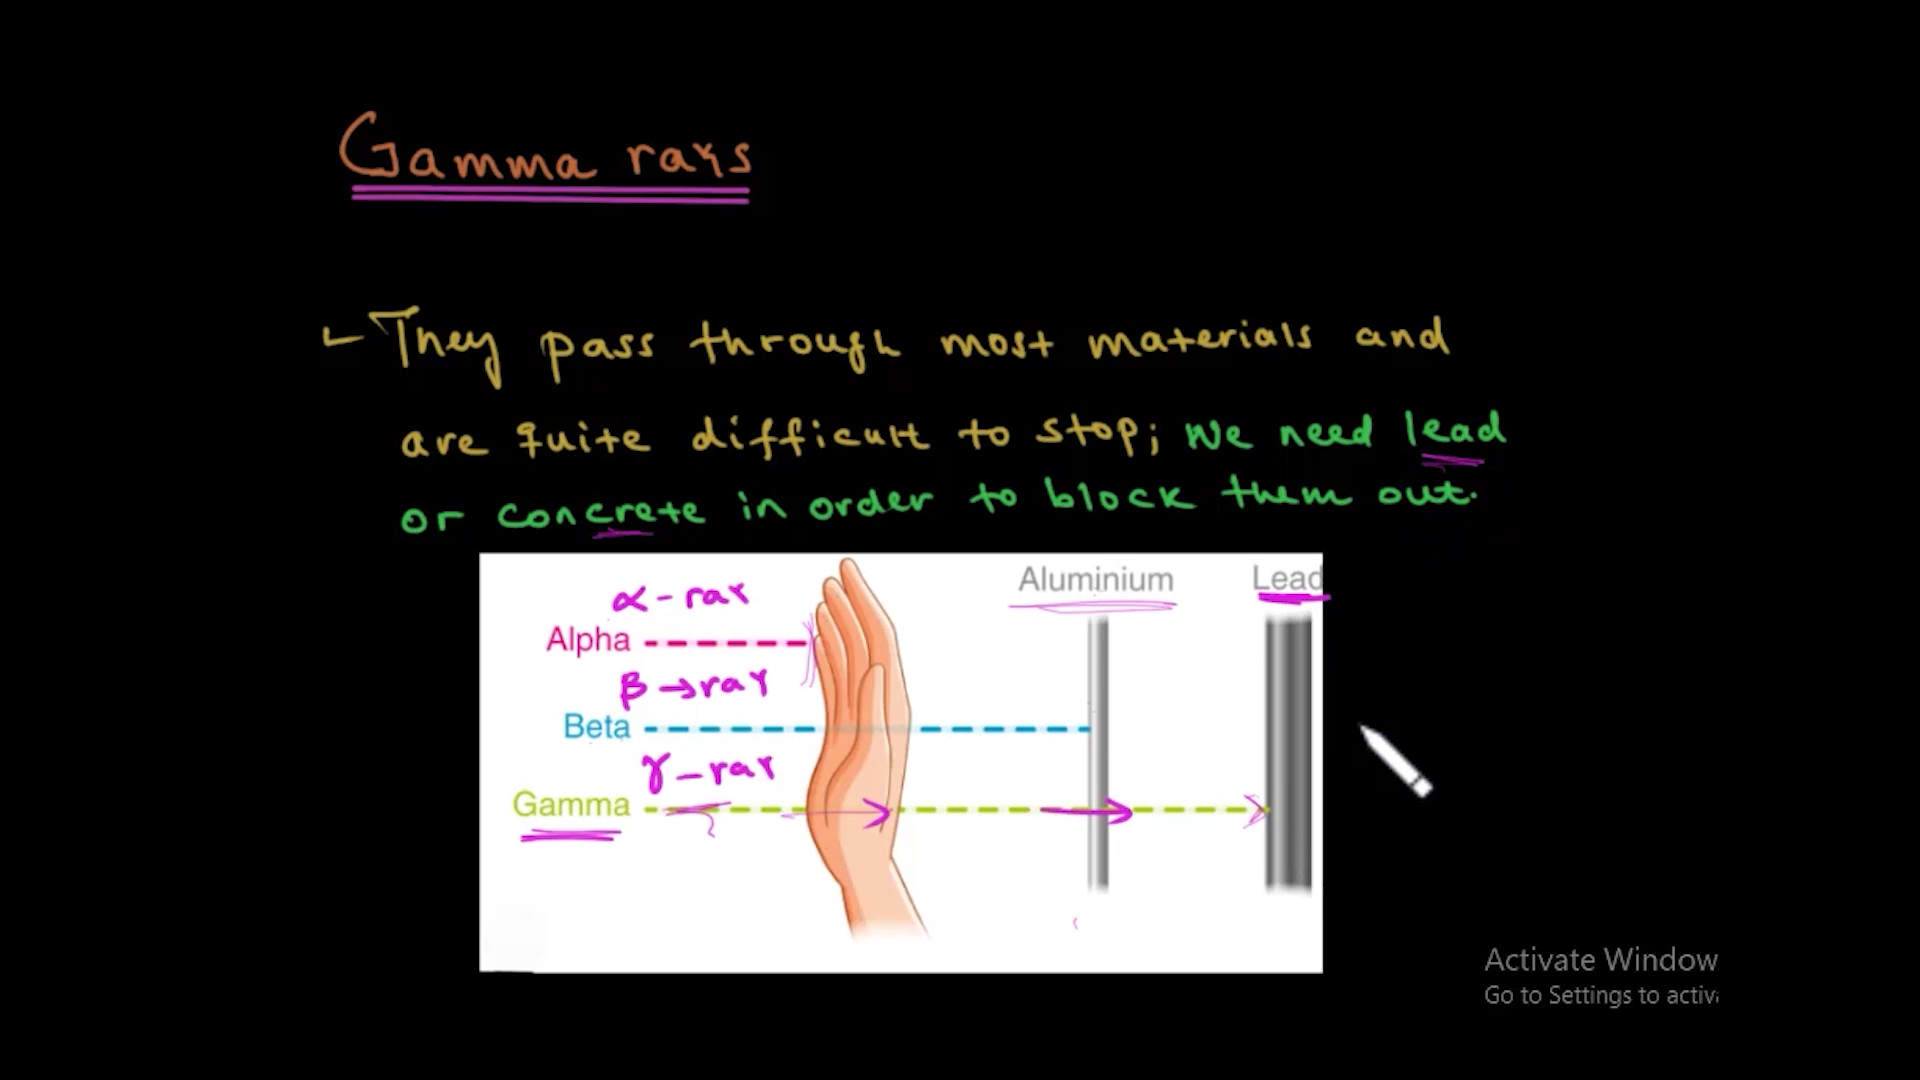 Gamma rays
They pass through most materials and
are quite difficult to stop; we need lead
or concrete in order to block them out.
Aluminium Lead
α-ray
Alpha
β→ray
Beta
γ-ray
Gamma
Activate Window
Go to Settings to activ